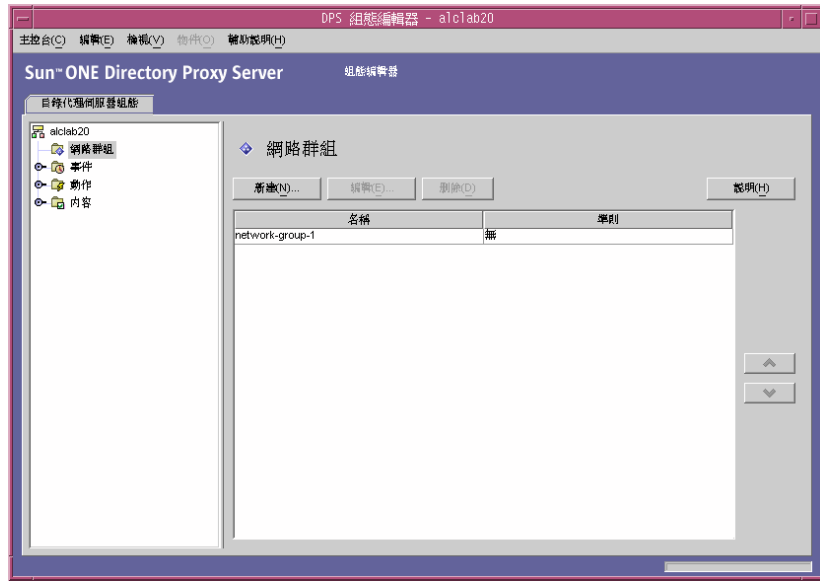 DPS 組態編輯器 - alclab20
主控台(C) 編輯(E) 檢視(V) 物件(O) 輔助說明(H)
Sun™ ONE Directory Proxy Server 組態編輯器
目錄代理伺服器組態
alclab20
網路群組
事件
動作
內容
網路群組
新建(N)... 編輯(E)... 刪除(D) 說明(H)
名稱 準則
network-group-1 無